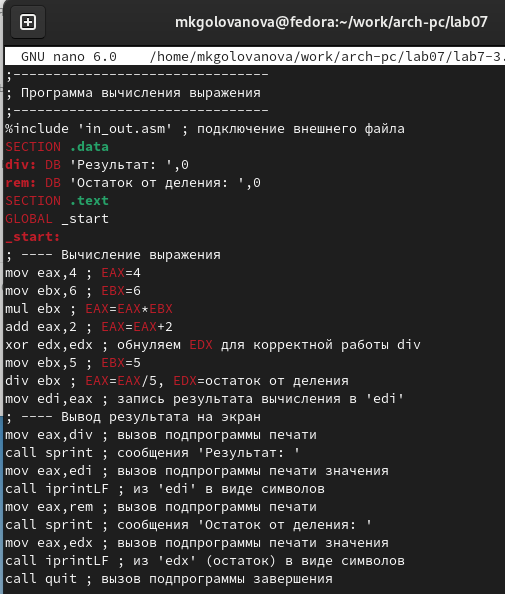 mkgolovanova@fedora:~/work/arch-pc/lab07
GNU nano 6.0    /home/mkgolovanova/work/arch-pc/lab07/lab7-3.
;--------------------------------
; Программа вычисления выражения
;--------------------------------
%include 'in_out.asm' ; подключение внешнего файла
SECTION .data
div: DB 'Результат: ',0
rem: DB 'Остаток от деления: ',0
SECTION .text
GLOBAL _start
_start:
; ---- Вычисление выражения
mov eax,4 ; EAX=4
mov ebx,6 ; EBX=6
mul ebx ; EAX=EAX*EBX
add eax,2 ; EAX=EAX+2
xor edx,edx ; обнуляем EDX для корректной работы div
mov ebx,5 ; EBX=5
div ebx ; EAX=EAX/5, EDX=остаток от деления
mov edi,eax ; запись результата вычисления в 'edi'
; ---- Вывод результата на экран
mov eax,div ; вызов подпрограммы печати
call sprint ; сообщения 'Результат: '
mov eax,edi ; вызов подпрограммы печати значения
call iprintLF ; из 'edi' в виде символов
mov eax,rem ; вызов подпрограммы печати
call sprint ; сообщения 'Остаток от деления: '
mov eax,edx ; вызов подпрограммы печати значения
call iprintLF ; из 'edx' (остаток) в виде символов
call quit ; вызов подпрограммы завершения